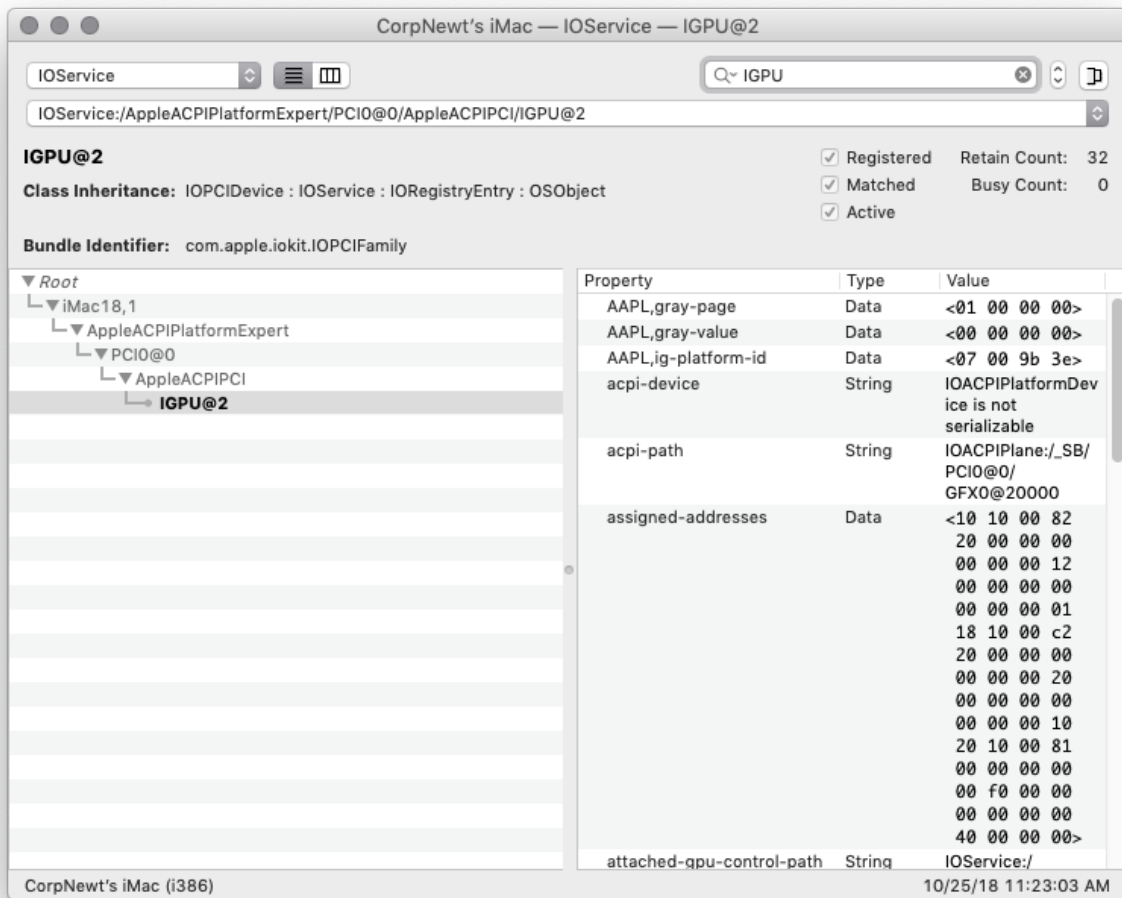 CorpNewt's iMac — IOService — IGPU@2
IOService
IGPU
IOService:/AppleACPIPlatformExpert/PCI0@0/AppleACPIPCI/IGPU@2
IGPU@2
Registered Retain Count: 32
Class Inheritance: IOPCIDevice : IOService : IORegistryEntry : OSObject
Matched Busy Count: 0
Active
Bundle Identifier: com.apple.iokit.IOPCIFamily
Root
iMac18,1
AppleACPIPlatformExpert
PCI0@0
AppleACPIPCI
IGPU@2
Property Type Value
AAPL,gray-page Data <01 00 00 00>
AAPL,gray-value Data <00 00 00 00>
AAPL,ig-platform-id Data <07 00 9b 3e>
acpi-device String IOACPIPlatformDev
ice is not
serializable
acpi-path String IOACPIPlane:/_SB/
PCI0@0/
GFX0@20000
assigned-addresses Data <10 10 00 82
20 00 00 00
00 00 00 12
00 00 00 00
00 00 00 01
18 10 00 c2
20 00 00 00
00 00 00 20
00 00 00 00
00 00 00 10
20 10 00 81
00 00 00 00
00 f0 00 00
00 00 00 00
40 00 00 00>
attached-gpu-control-path String IOService:/
CorpNewt's iMac (i386)
10/25/18 11:23:03 AM